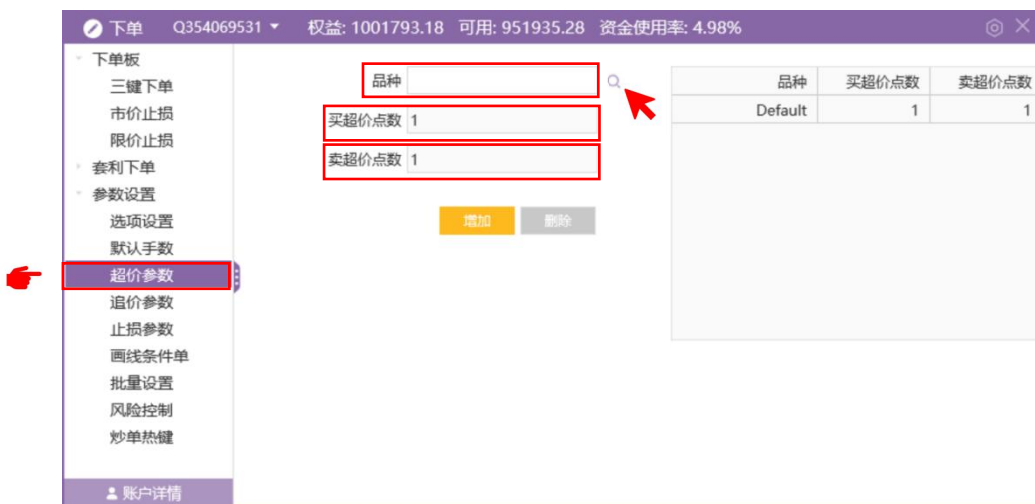 下单 Q354069531 权益: 1001793.18 可用: 951935.28 资金使用率: 4.98%
下单板
三键下单
市价止损
限价止损
套利下单
参数设置
选项设置
默认手数
超价参数
追价参数
止损参数
画线条件单
批量设置
风险控制
炒单热键
账户详情
品种
买超价点数 1
卖超价点数 1
增加 删除
品种 买超价点数 卖超价点数
Default 1 1